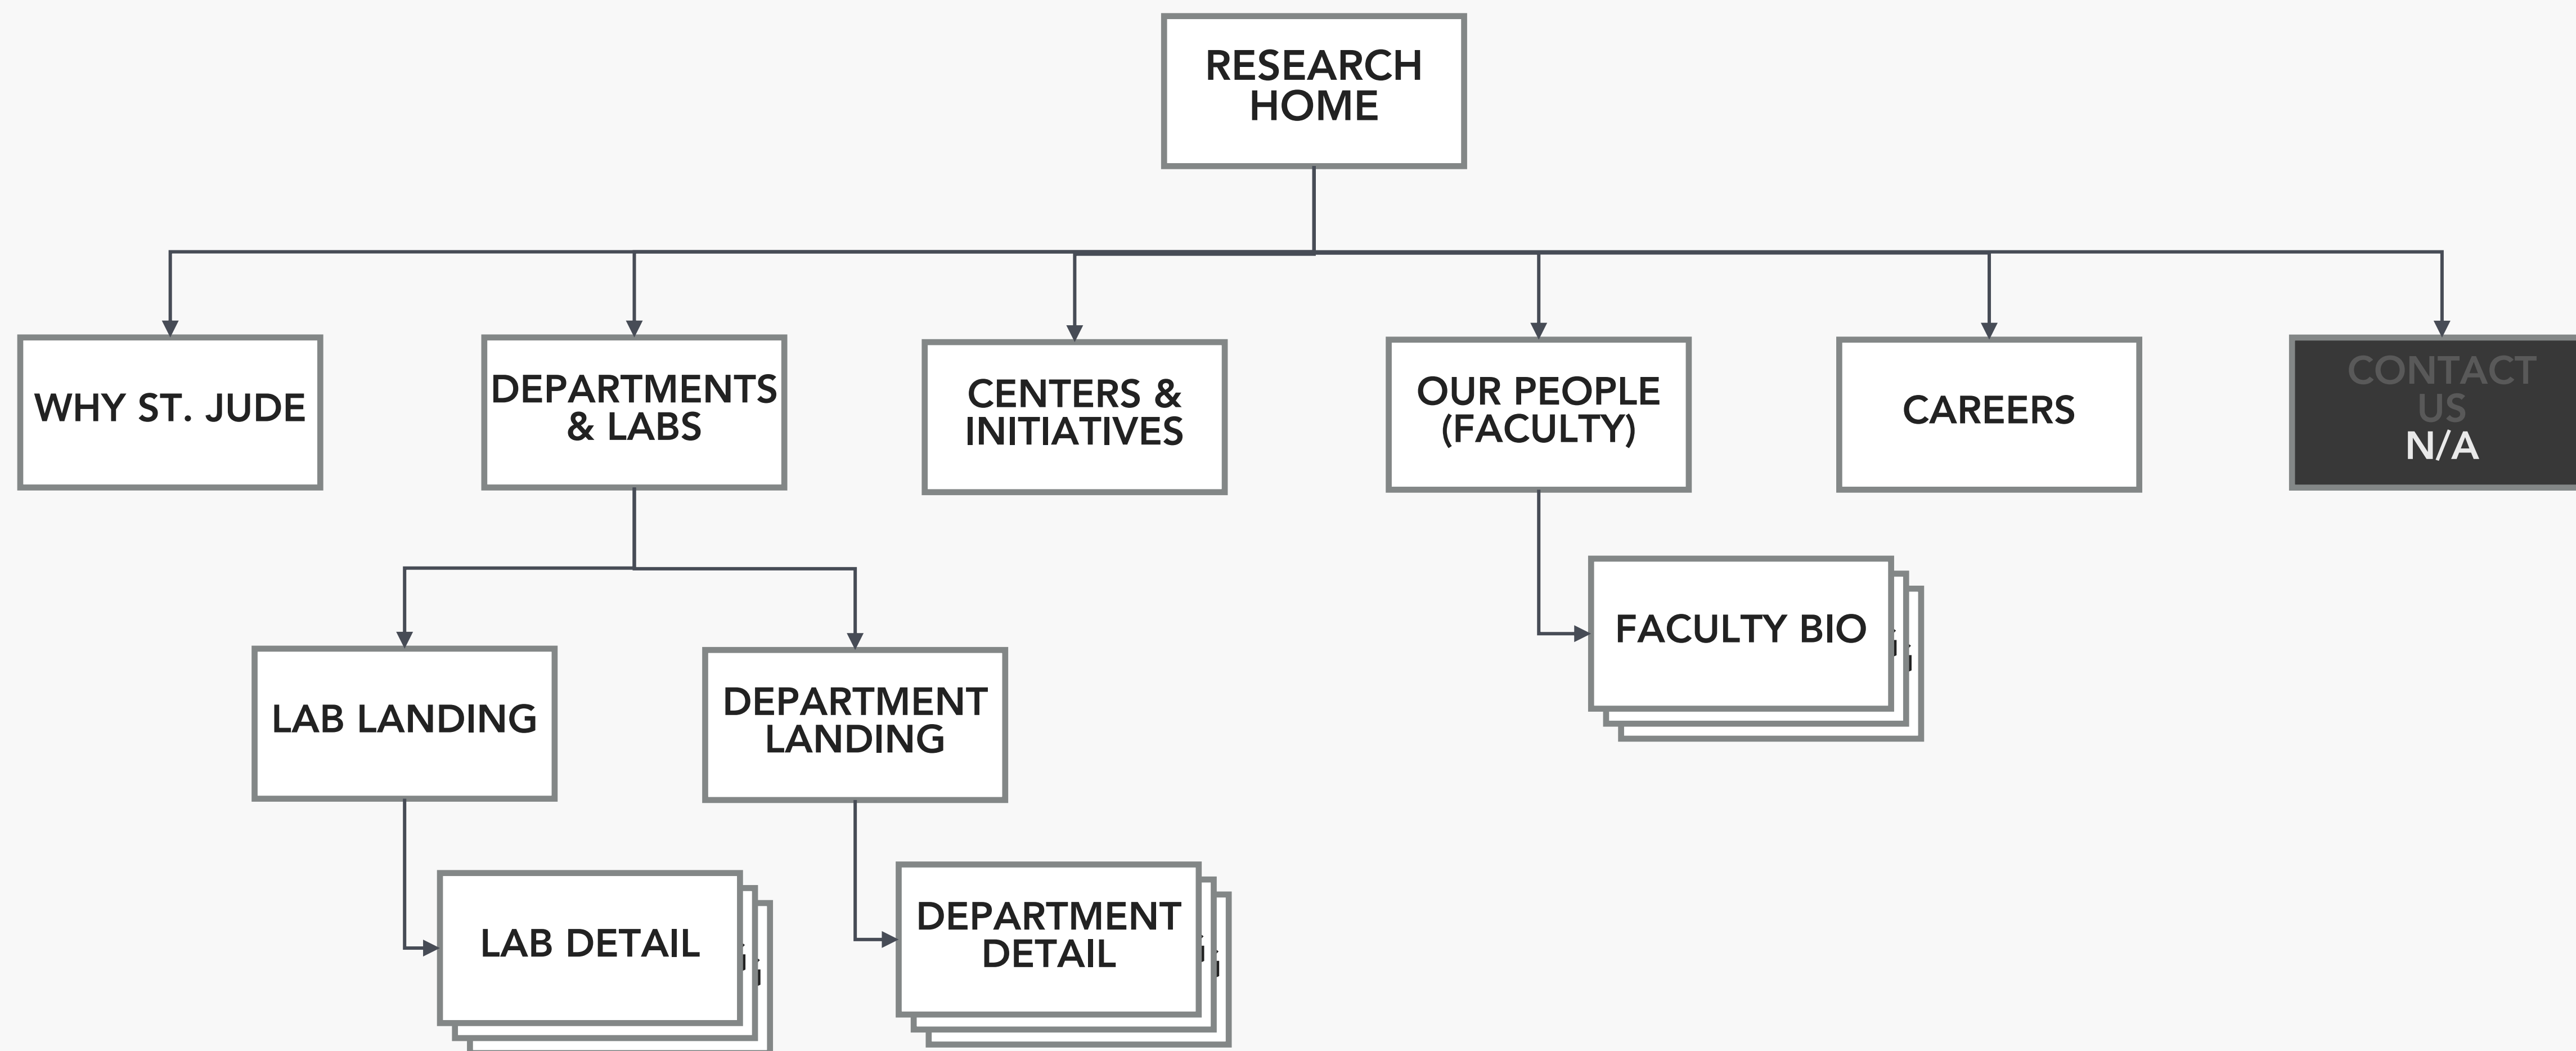 RESEARCH
HOME
WHY ST. JUDE
DEPARTMENTS
& LABS
CENTERS &
INITIATIVES
OUR PEOPLE
(FACULTY)
CAREERS
CONTACT
US
N/A
LAB LANDING
DEPARTMENT
LANDING
FACULTY BIO
LAB DETAIL
DEPARTMENT
DETAIL